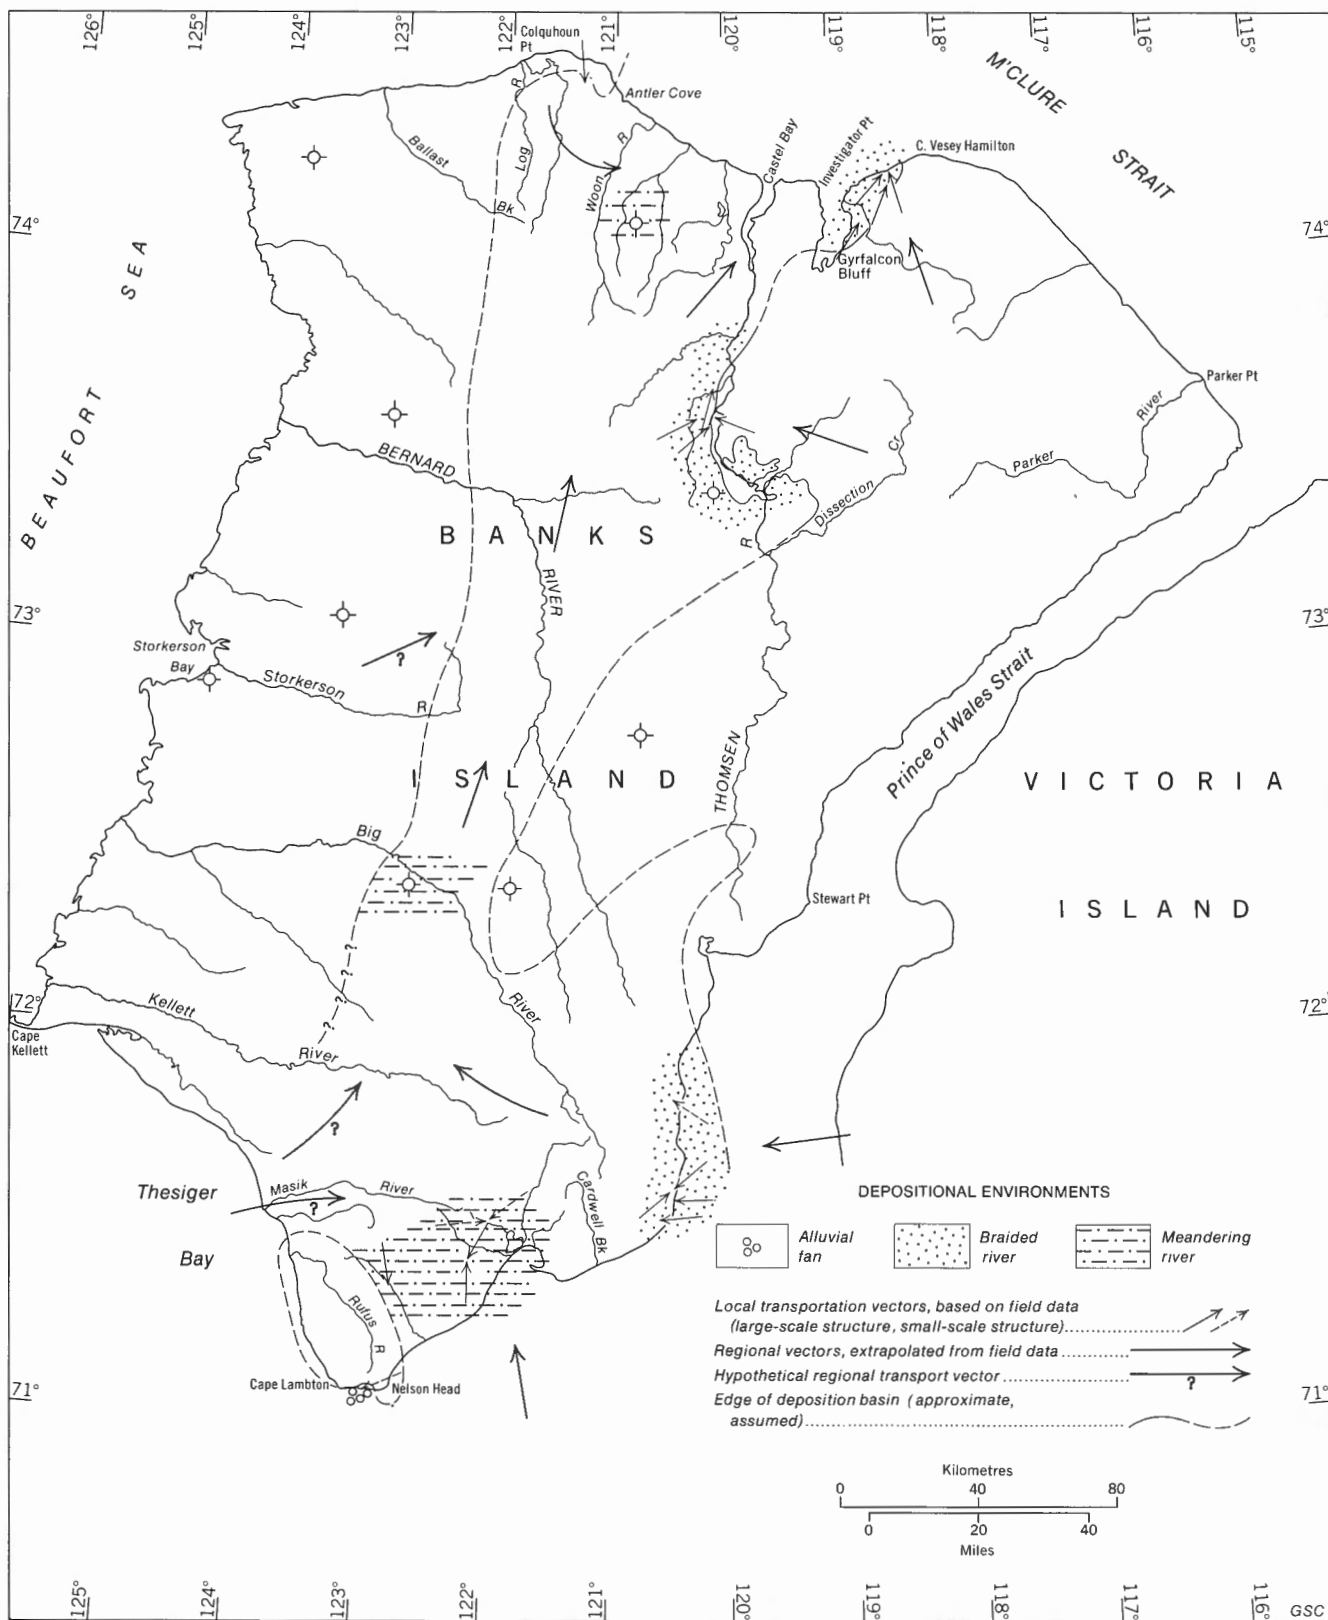 126° 125° 124° 123° 122° 121° 120° 119° 118° 117° 116° 115°
Colquhoun
Pt
M'CLURE
STRAIT
Antler Cove
R
Ballast
Bk
Log
Woon
R
Castel Bay
Investigator Pt
C. Vesey Hamilton
74°
74°
Gyrfalcon
Bluff
BEAUFORT
SEA
Parker Pt
River
Parker
BERNARD
RIVER
Cr
Dissection
R
BANKS
73°
73°
Storkerson
Bay
?
Storkerson
R
Prince of Wales Strait
THOMSEN
ISLAND
VICTORIA
ISLAND
Big
River
Stewart Pt
? ? ?
72°
72°
Cape
Kellett
Kellett
River
?
Thesiger
Bay
Masik
River
?
Cardwell
Bk
Rufus
R
Cape Lambton
Nelson Head
71°
71°
DEPOSITIONAL ENVIRONMENTS
Alluvial
fan
Braided
river
Meandering
river
Local transportation vectors, based on field data
(large-scale structure, small-scale structure)
Regional vectors, extrapolated from field data
Hypothetical regional transport vector
?
Edge of deposition basin (approximate,
assumed)
Kilometres
0 40 80
0 20 40
Miles
125° 124° 123° 122° 121° 120° 119° 118° 117° 116°
GSC